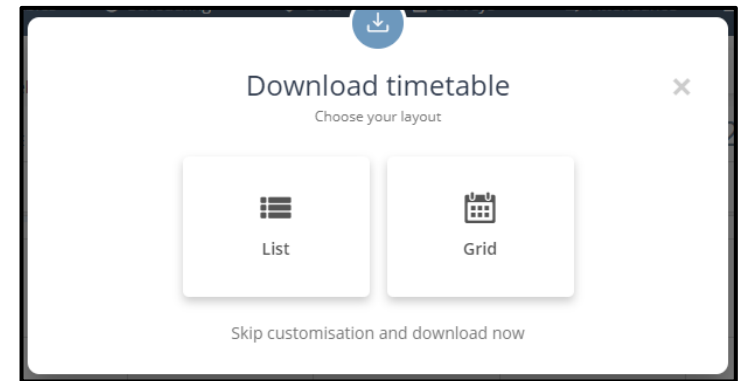 Download timetable
Choose your layout
List
Grid
Skip customisation and download now